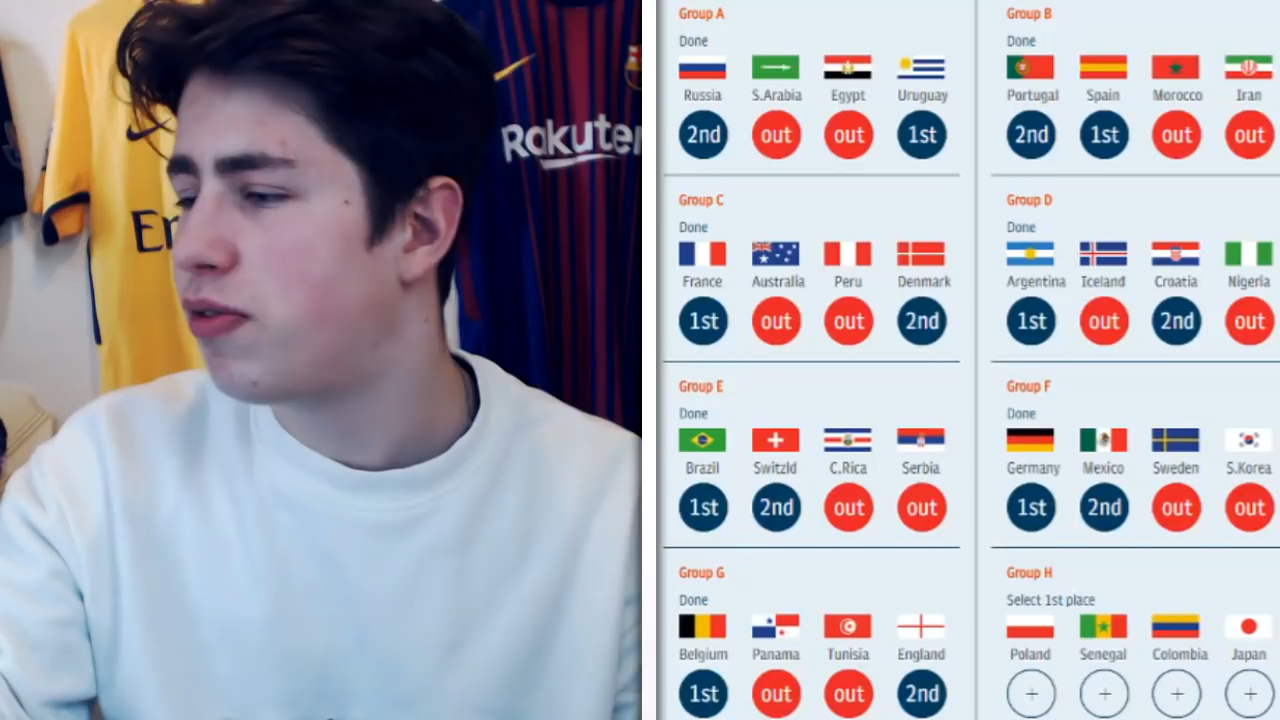 Rakuten
Group A
Done
Russia S.Arabia Egypt Uruguay
2nd out out 1st
Group B
Done
Portugal Spain Morocco Iran
2nd 1st out out
Group C
Done
France Australia Peru Denmark
1st out out 2nd
Group D
Done
Argentina Iceland Croatia Nigeria
1st out 2nd out
Group E
Done
Brazil Switzld C.Rica Serbia
1st 2nd out out
Group F
Done
Germany Mexico Sweden S.Korea
1st 2nd out out
Group G
Done
Belgium Panama Tunisia England
1st out out 2nd
Group H
Select 1st place
Poland Senegal Colombia Japan
+ + + +